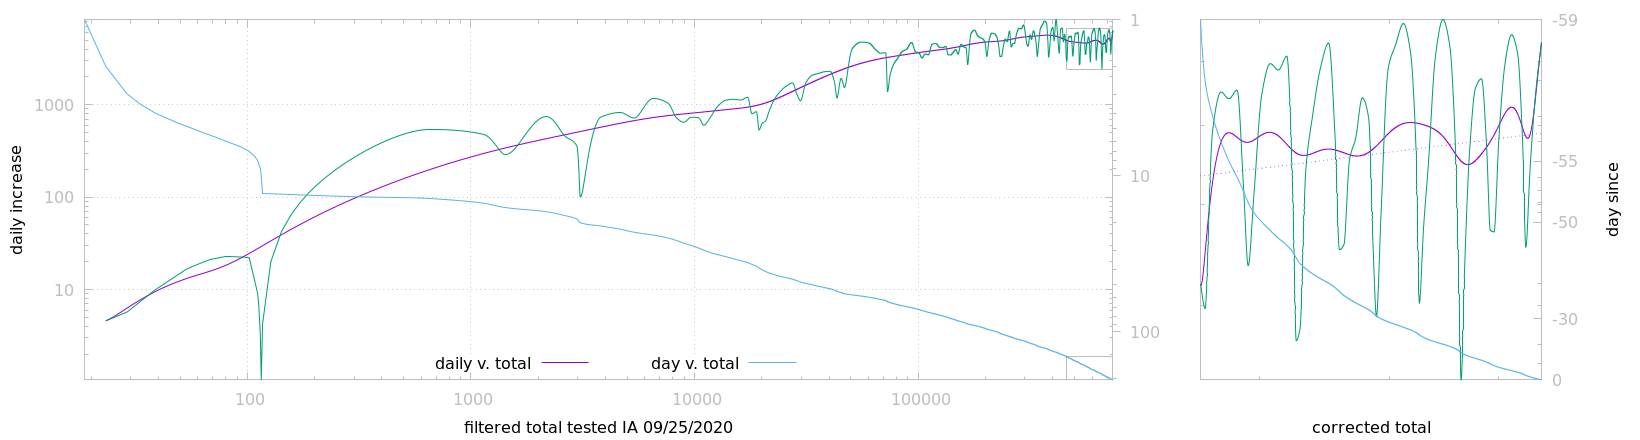 daily increase
1000
100
10
100
1000
10000
100000
filtered total tested IA 09/25/2020
daily v. total
day v. total
1
10
100
-59
-55
-50
-30
0
day since
corrected total